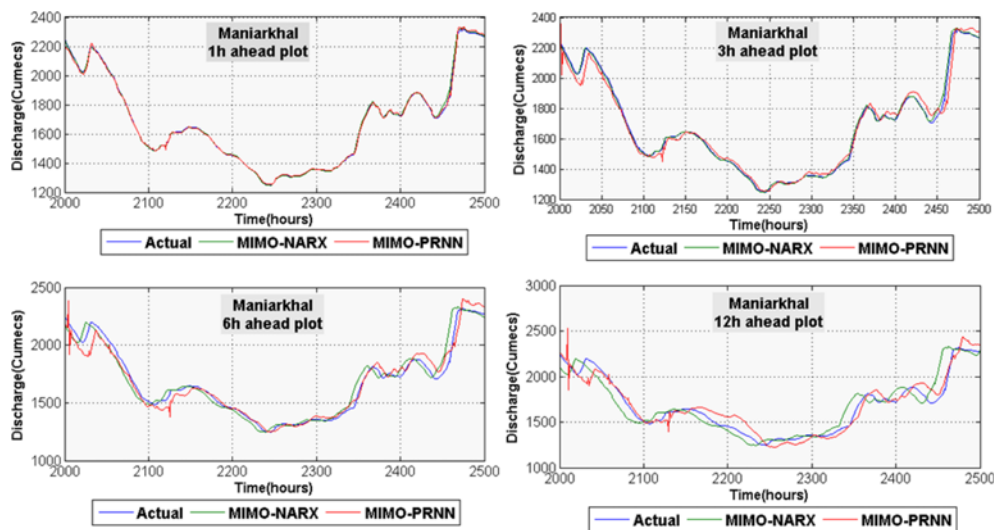 Maniarkhal
1h ahead plot
Discharge(Cumecs)
2400
2200
2000
1800
1600
1400
1200
2000 2100 2200 2300 2400 2500
Time(hours)
Actual MIMO-NARX MIMO-PRNN
Maniarkhal
3h ahead plot
Discharge(Cumecs)
2400
2200
2000
1800
1600
1400
1200
2000 2050 2100 2150 2200 2250 2300 2350 2400 2450 2500
Time(hours)
Actual MIMO-NARX MIMO-PRNN
Maniarkhal
6h ahead plot
Discharge(Cumecs)
2500
2000
1500
1000
2000 2100 2200 2300 2400 2500
Time(hours)
Actual MIMO-NARX MIMO-PRNN
Maniarkhal
12h ahead plot
Discharge(Cumecs)
3000
2500
2000
1500
1000
2000 2100 2200 2300 2400 2500
Time(hours)
Actual MIMO-NARX MIMO-PRNN